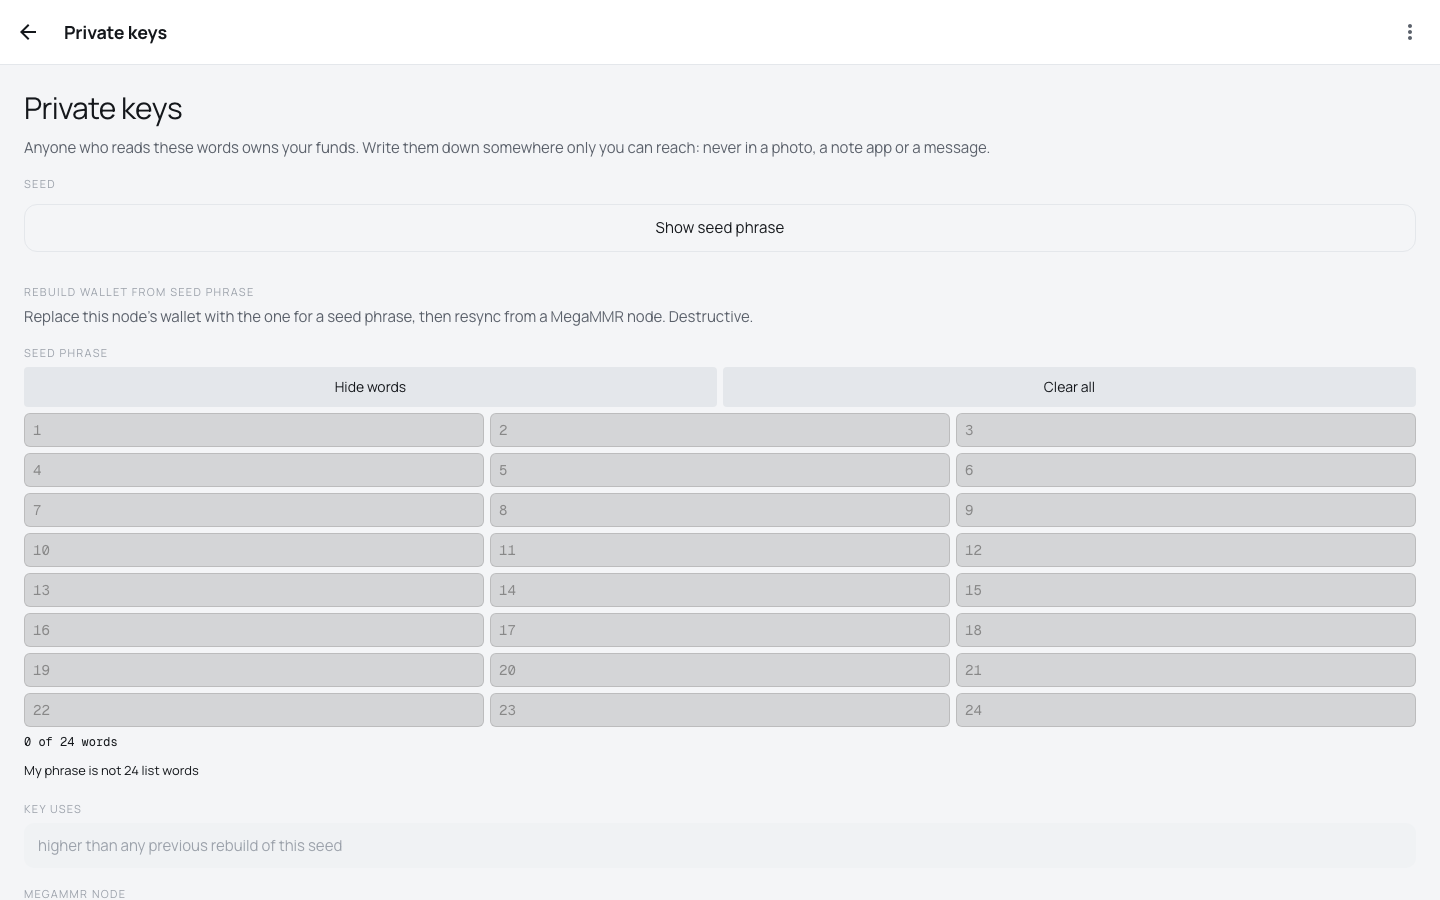 Private keys
Private keys
Anyone who reads these words owns your funds. Write them down somewhere only you can reach: never in a photo, a note app or a message.
SEED
Show seed phrase
REBUILD WALLET FROM SEED PHRASE
Replace this node's wallet with the one for a seed phrase, then resync from a MegaMMR node. Destructive.
SEED PHRASE
Hide words Clear all
1 2 3
4 5 6
7 8 9
10 11 12
13 14 15
16 17 18
19 20 21
22 23 24
0 of 24 words
My phrase is not 24 list words
KEY USES
higher than any previous rebuild of this seed
MEGAMMR NODE